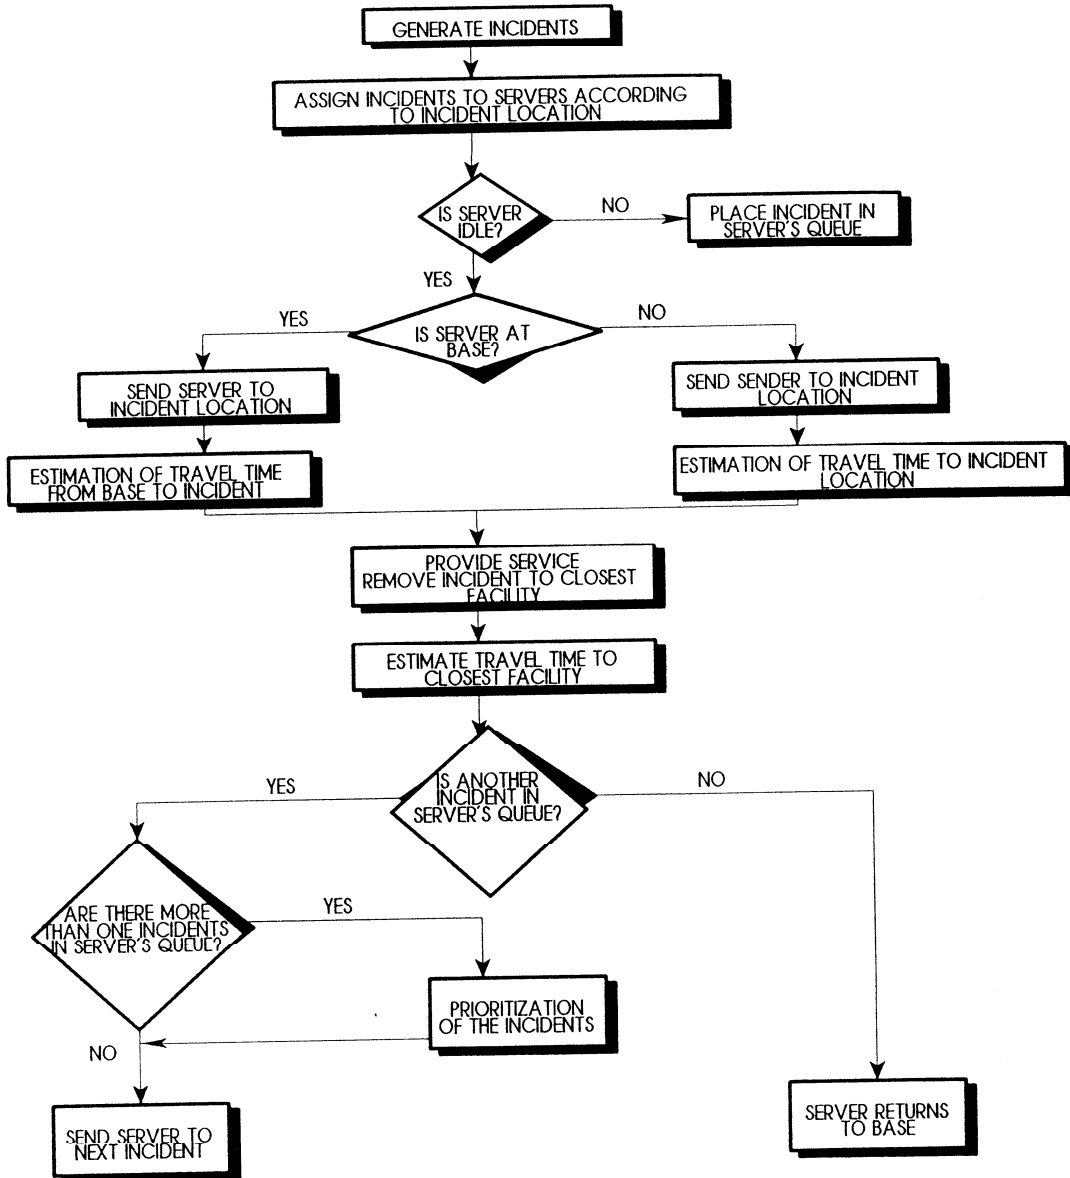 GENERATE INCIDENTS
ASSIGN INCIDENTS TO SERVERS ACCORDING
TO INCIDENT LOCATION
IS SERVER
IDLE?
NO
PLACE INCIDENT IN
SERVER'S QUEUE
YES
YES
IS SERVER AT
BASE?
NO
SEND SERVER TO
INCIDENT LOCATION
SEND SENDER TO INCIDENT
LOCATION
ESTIMATION OF TRAVEL TIME
FROM BASE TO INCIDENT
ESTIMATION OF TRAVEL TIME TO INCIDENT
LOCATION
PROVIDE SERVICE
REMOVE INCIDENT TO CLOSEST
FACILITY
ESTIMATE TRAVEL TIME TO
CLOSEST FACILITY
YES
IS ANOTHER
INCIDENT IN
SERVER'S QUEUE?
NO
ARE THERE MORE
THAN ONE INCIDENTS
IN SERVER'S QUEUE?
YES
PRIORITIZATION
OF THE INCIDENTS
NO
SEND SERVER TO
NEXT INCIDENT
SERVER RETURNS
TO BASE